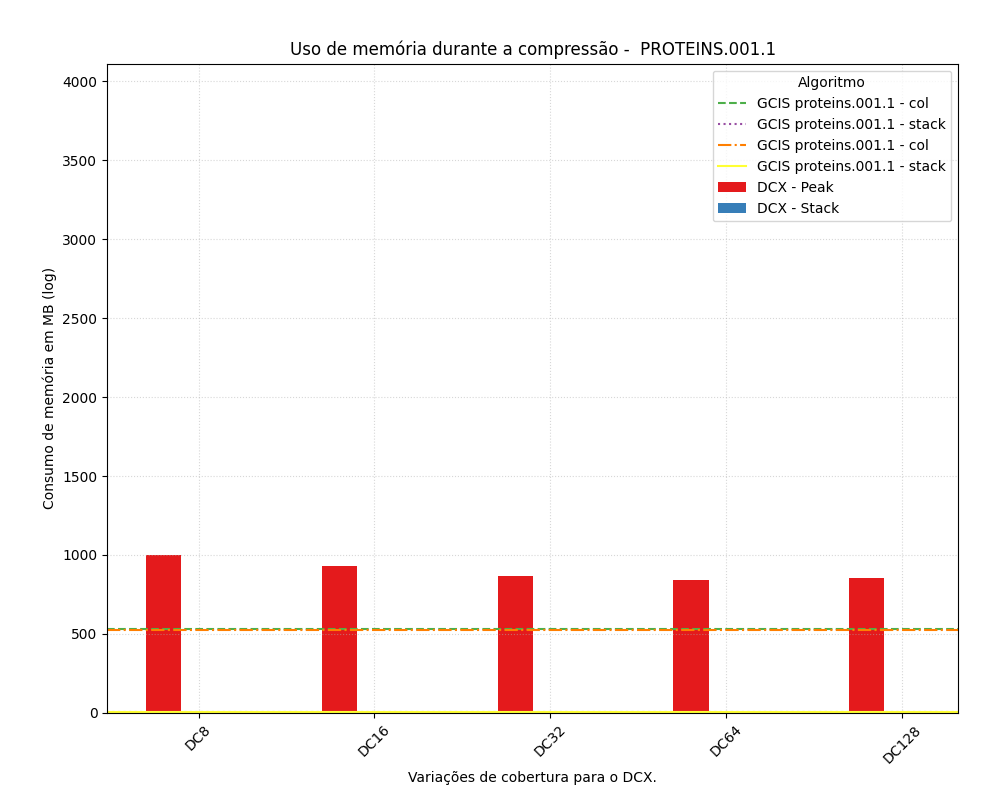 Uso de memória durante a compressão -  PROTEINS.001.1
Algoritmo
GCIS proteins.001.1 - col
GCIS proteins.001.1 - stack
GCIS proteins.001.1 - col
GCIS proteins.001.1 - stack
DCX - Peak
DCX - Stack
Consumo de memória em MB (log)
4000
3500
3000
2500
2000
1500
1000
500
0
DC8
DC16
DC32
DC64
DC128
Variações de cobertura para o DCX.